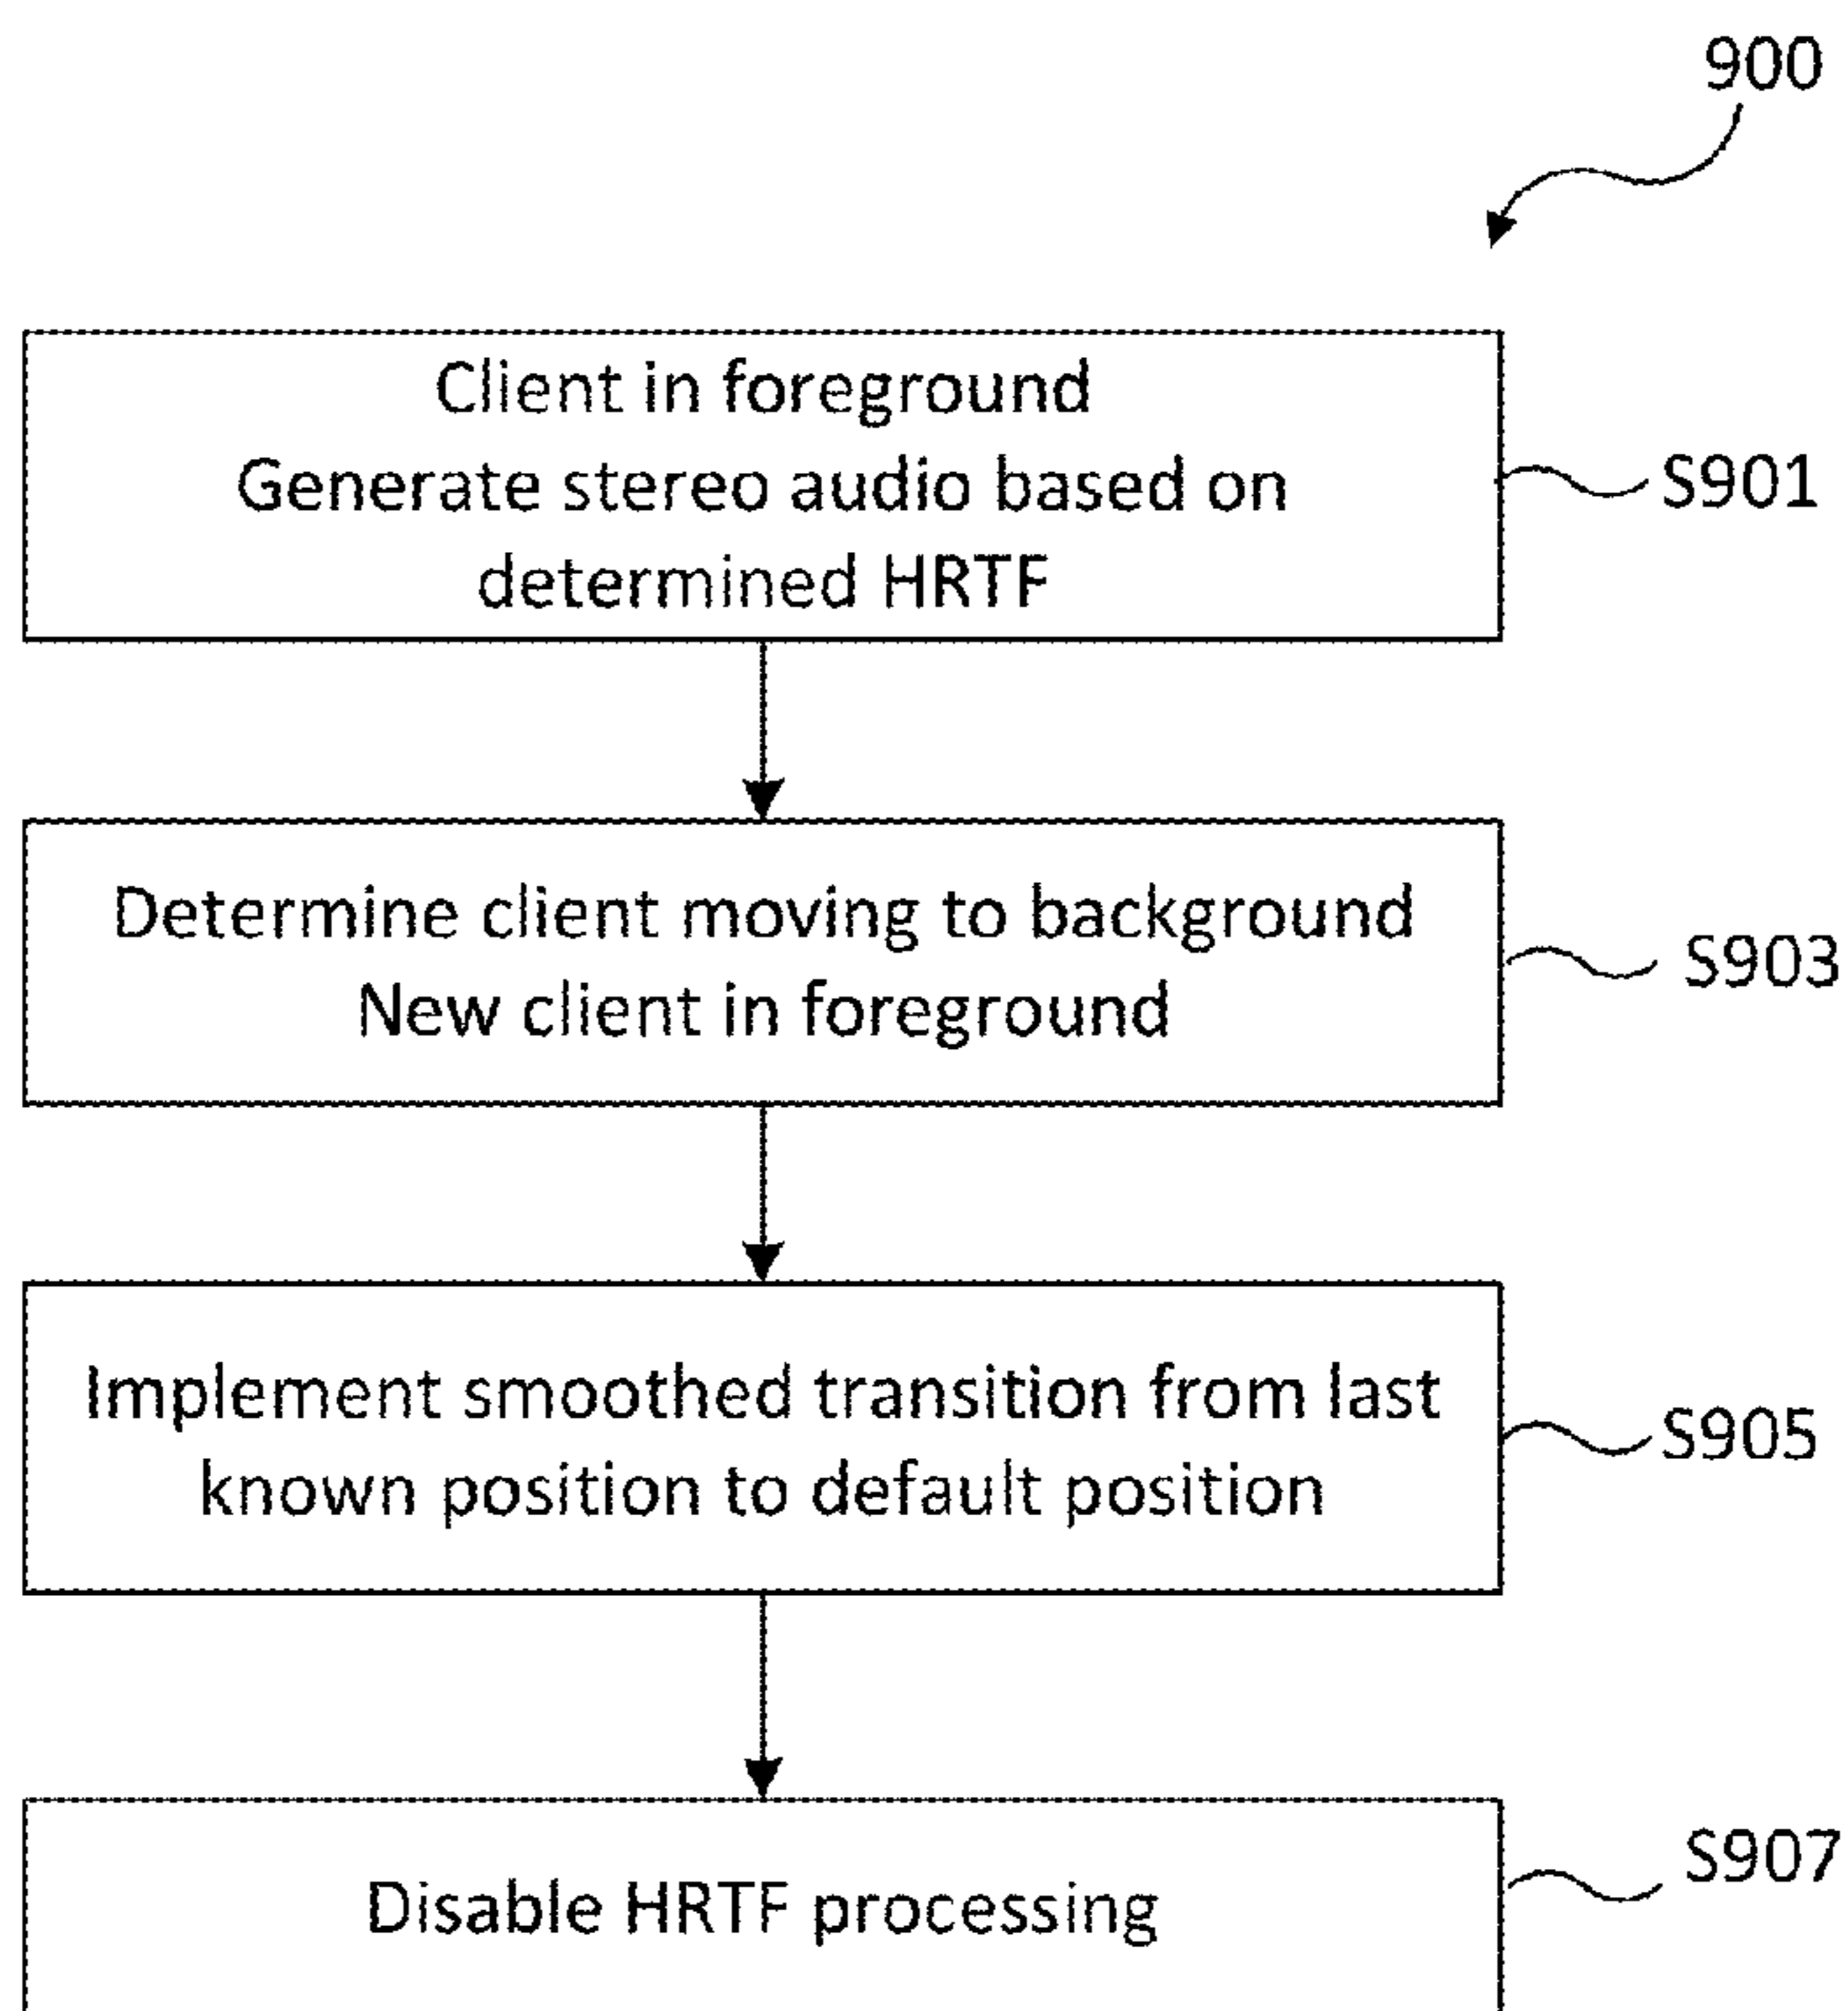 900
Client in foreground
Generate stereo audio based on
determined HRTF
S901
Determine client moving to background
New client in foreground
S903
Implement smoothed transition from last
known position to default position
S905
Disable HRTF processing
S907